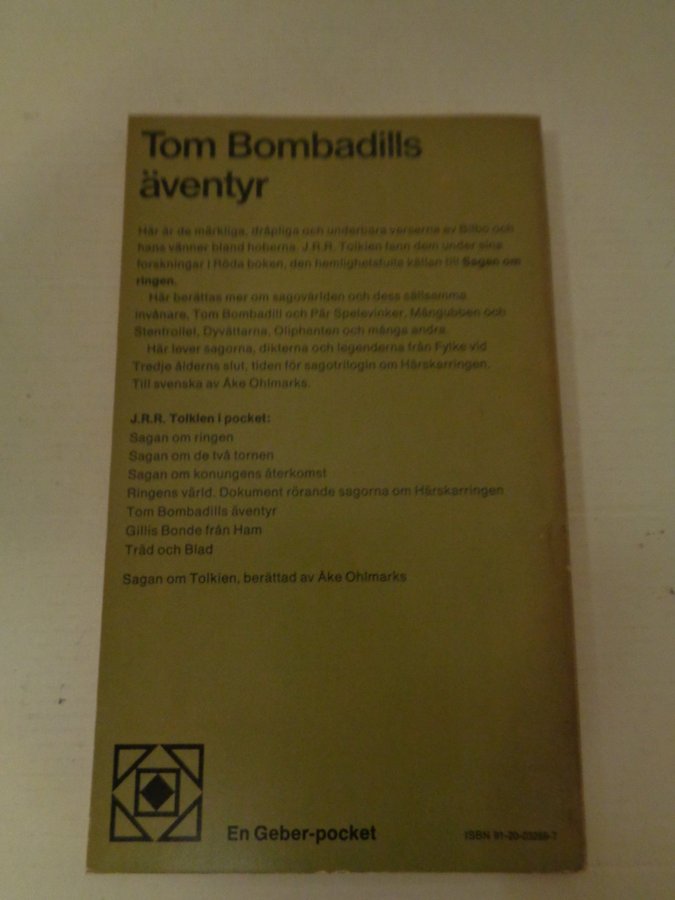 Tom Bombadills
äventyr
Här är de märkliga, dråpliga och underbara verserna av Bilbo och
hans vänner bland hoberna. J.R.R. Tolkien fann dem under sina
forskningar i Röda boken, den hemlighetsfulla källan till Sagan om
ringen.
Här berättas mer om sagovärlden och dess sällsamma
invånare, Tom Bombadill och Pär Spelevinker, Mångubben och
Stentrollet, Dyvättarna, Oliphenten och många andra.
Här lever sagorna, dikterna och legenderna från Fylke vid
Tredje ålderns slut, tiden för sagotrilogin om Härskarringen.
Till svenska av Åke Ohlmarks.
J.R.R. Tolkien i pocket:
Sagan om ringen
Sagan om de två tornen
Sagan om konungens återkomst
Ringens värld. Dokument rörande sagorna om Härskarringen
Tom Bombadills äventyr
Gillis Bonde från Ham
Träd och Blad
Sagan om Tolkien, berättad av Åke Ohlmarks
En Geber-pocket
ISBN